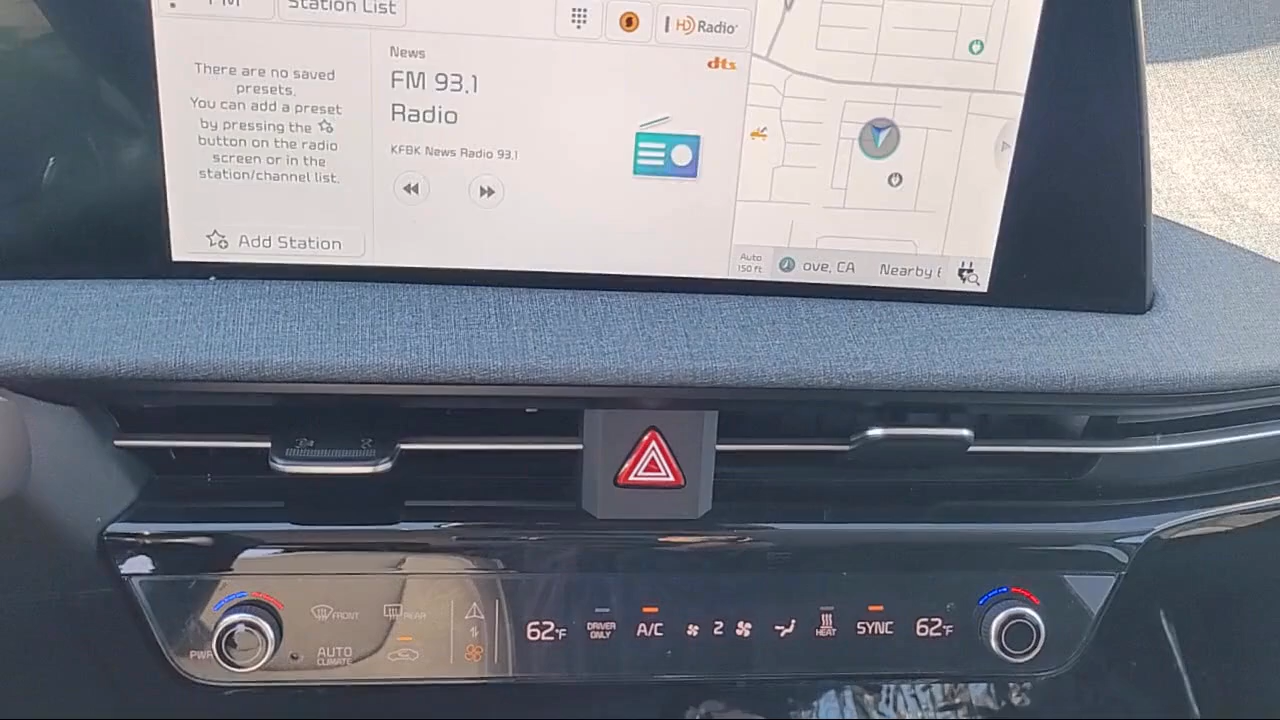 FM
Station List
HD Radio
There are no saved
presets.
You can add a preset
by pressing the
button on the radio
screen or in the
station/channel list.
Add Station
News
FM 93.1
Radio
KFBK News Radio 93.1
dts
Auto
150 ft
ove, CA
Nearby
FRONT
REAR
PWR
AUTO
CLIMATE
62°F
DRIVER
ONLY
A/C
2
HEAT
SYNC
62°F